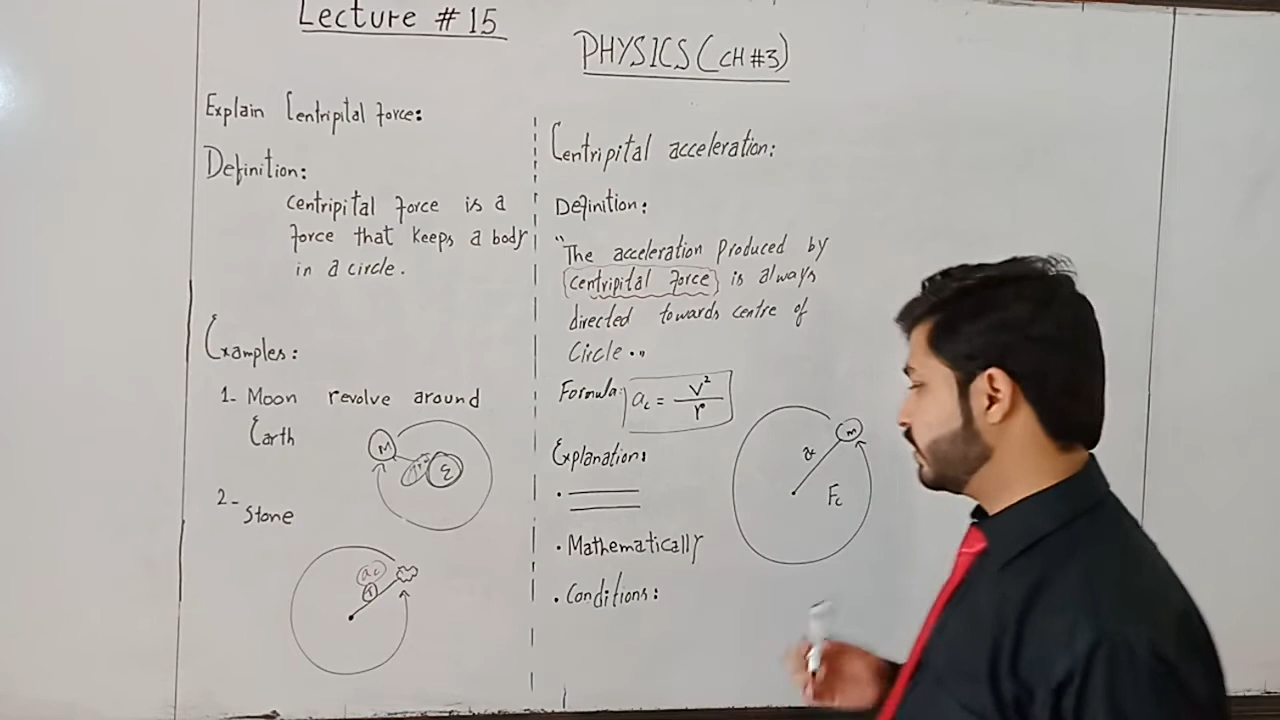 Lecture # 15
PHYSICS (CH #3)
Explain Centripital force:
Definition:
Centripital force is a
force that keeps a body
in a circle.
Examples:
1- Moon revolve around
Earth
M
E
2- Stone
ac
T
Centripital acceleration:
Definition:
"The acceleration produced by
centripital force is always
directed towards centre of
Circle."
Formula: ac = V²/r
Explanation:
• Mathematically
• Conditions:
m
Fc